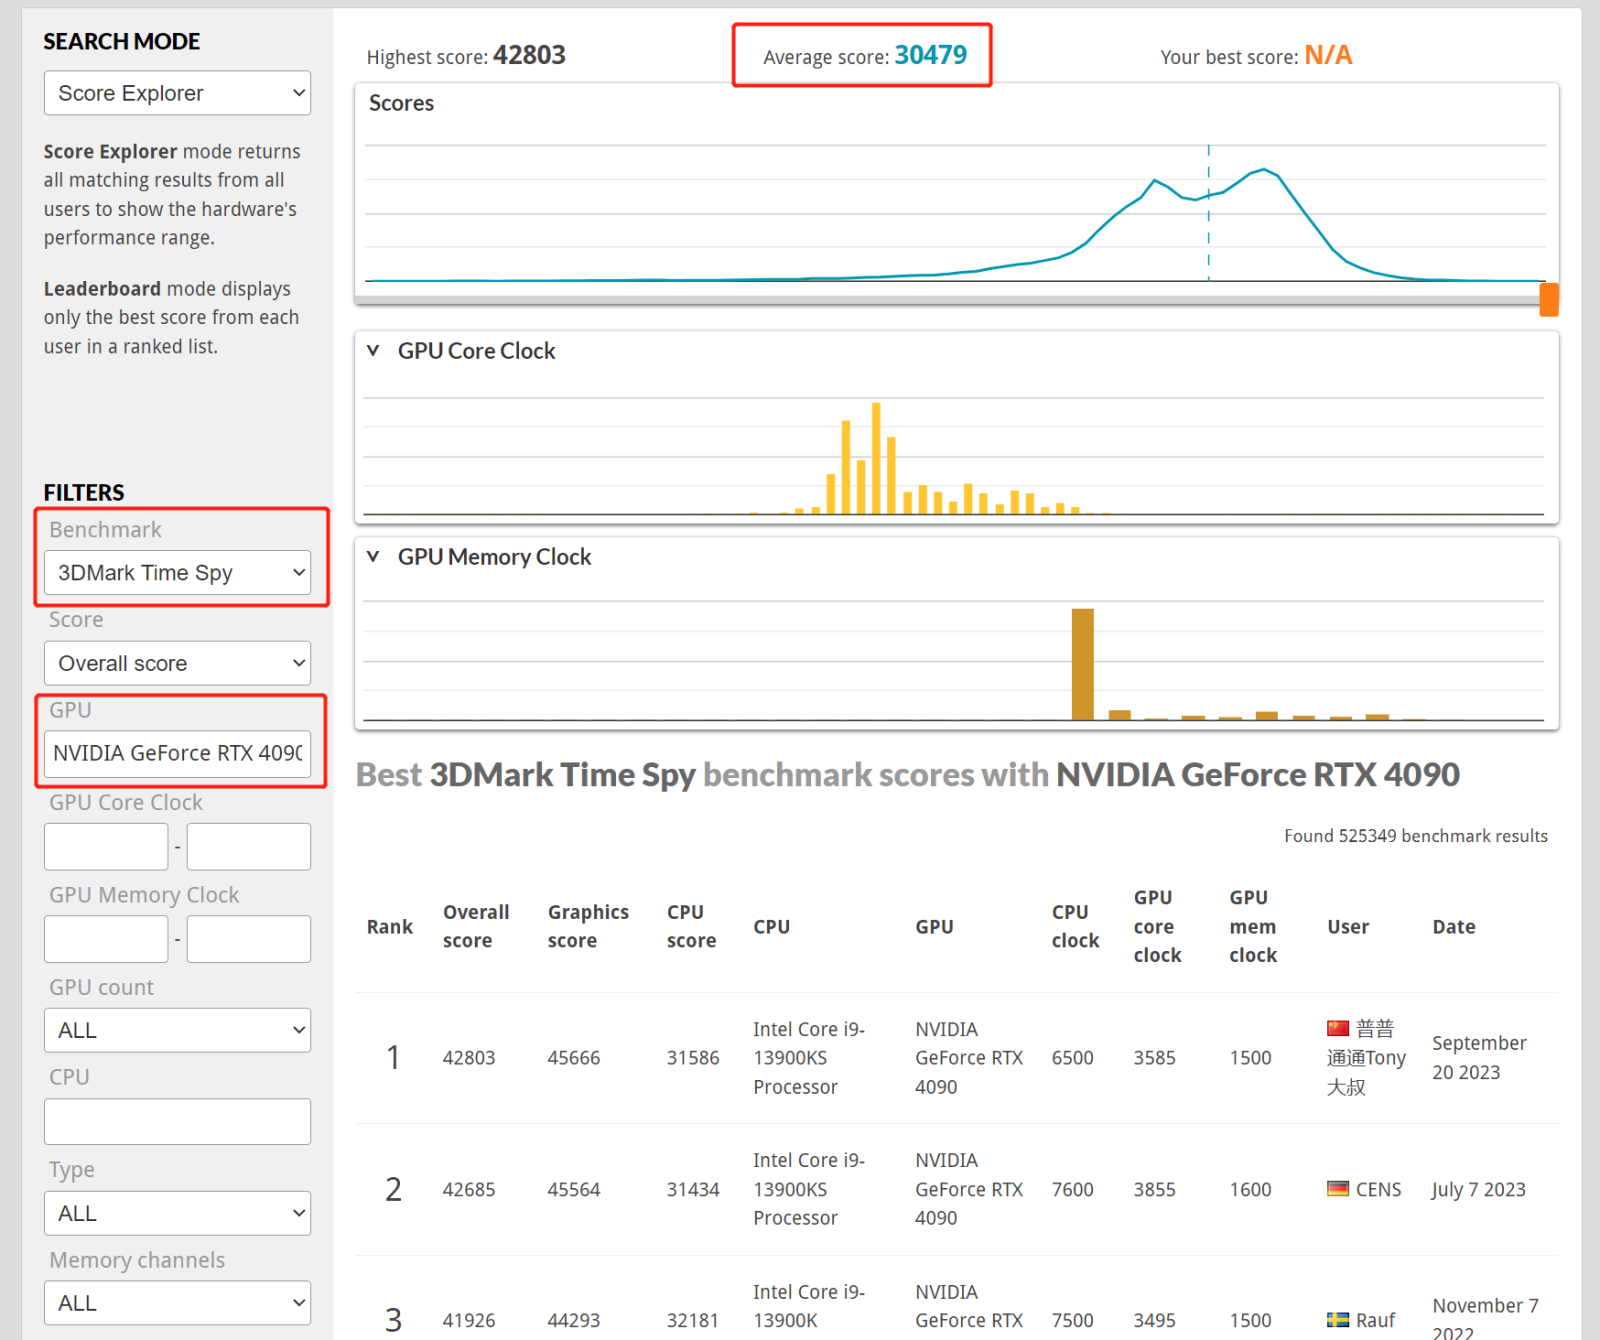 SEARCH MODE
Score Explorer
Score Explorer mode returns
all matching results from all
users to show the hardware's
performance range.
Leaderboard mode displays
only the best score from each
user in a ranked list.
FILTERS
Benchmark
3DMark Time Spy
Score
Overall score
GPU
NVIDIA GeForce RTX 4090
GPU Core Clock
-
GPU Memory Clock
-
GPU count
ALL
CPU
Type
ALL
Memory channels
ALL
Highest score: 42803
Average score: 30479
Your best score: N/A
Scores
GPU Core Clock
GPU Memory Clock
Best 3DMark Time Spy benchmark scores with NVIDIA GeForce RTX 4090
Found 525349 benchmark results
Rank
Overall
score
Graphics
score
CPU
score
CPU
GPU
CPU
clock
GPU
core
clock
GPU
mem
clock
User
Date
1
42803
45666
31586
Intel Core i9-
13900KS
Processor
NVIDIA
GeForce RTX
4090
6500
3585
1500
普普
通通Tony
大叔
September
20 2023
2
42685
45564
31434
Intel Core i9-
13900KS
Processor
NVIDIA
GeForce RTX
4090
7600
3855
1600
CENS
July 7 2023
3
41926
44293
32181
Intel Core i9-
13900K
NVIDIA
GeForce RTX
7500
3495
1500
Rauf
November 7
2022